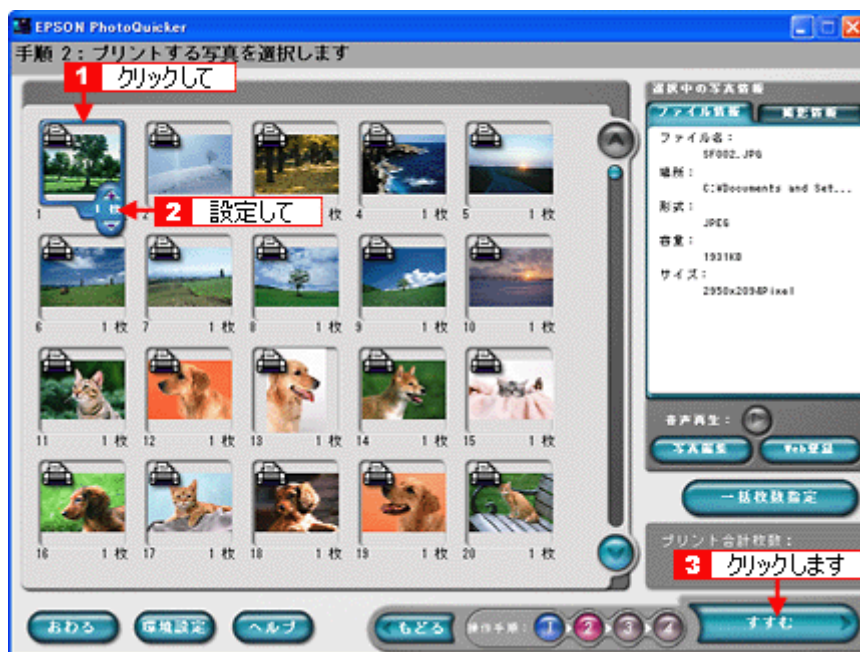 EPSON PhotoQuicker
手順 2：プリントする写真を選択します
1 クリックして
選択中の写真情報
ファイル情報 撮影情報
ファイル名：
SF002.JPG
場所：
C:¥Documents and Set...
形式：
JPEG
容量：
1931KB
サイズ：
2950x2094Pixel
1 1 枚
2 設定して
枚
4 1 枚
5 1 枚
6 1 枚
7 1 枚
8 1 枚
9 1 枚
10 1 枚
11 1 枚
12 1 枚
13 1 枚
14 1 枚
15 1 枚
16 1 枚
17 1 枚
18 1 枚
19 1 枚
20 1 枚
音声再生：
写真編集 Web登録
一括枚数指定
プリント合計枚数：
3 クリックします
おわる 環境設定 ヘルプ もどる 操作手順： 1 2 3 4 すすむ